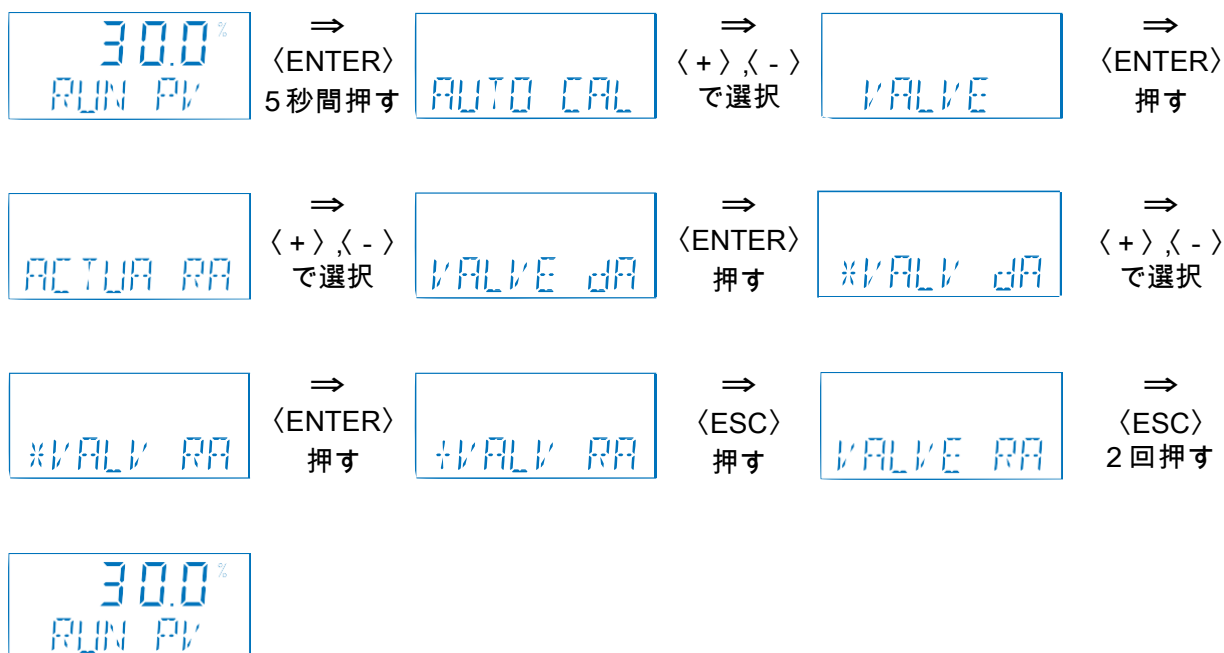 30.0%
RUN PV
⇒
〈ENTER〉
5秒間押す
AUTO CAL
⇒
〈+〉,〈-〉
で選択
VALVE
⇒
〈ENTER〉
押す
ACTUA RA
⇒
〈+〉,〈-〉
で選択
VALVE dA
⇒
〈ENTER〉
押す
*VALV dA
⇒
〈+〉,〈-〉
で選択
*VALV RA
⇒
〈ENTER〉
押す
+VALV RA
⇒
〈ESC〉
押す
VALVE RA
⇒
〈ESC〉
2回押す
30.0%
RUN PV